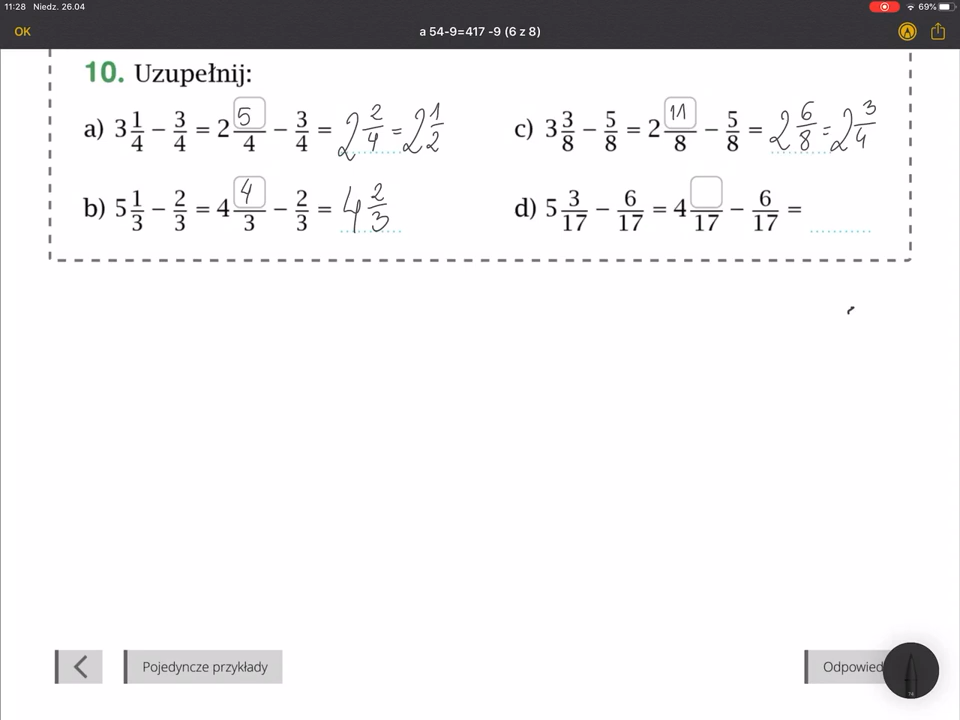 11:28 Niedz. 26.04 69%
OK a 54-9=417 -9 (6 z 8)
10. Uzupełnij:
a) 3 1/4 − 3/4 = 2 5/4 − 3/4 = 2 2/4 = 2 1/2
c) 3 3/8 − 5/8 = 2 11/8 − 5/8 = 2 6/8 = 2 3/4
b) 5 1/3 − 2/3 = 4 4/3 − 2/3 = 4 2/3
d) 5 3/17 − 6/17 = 4 □/17 − 6/17 =
Pojedyncze przykłady Odpowied